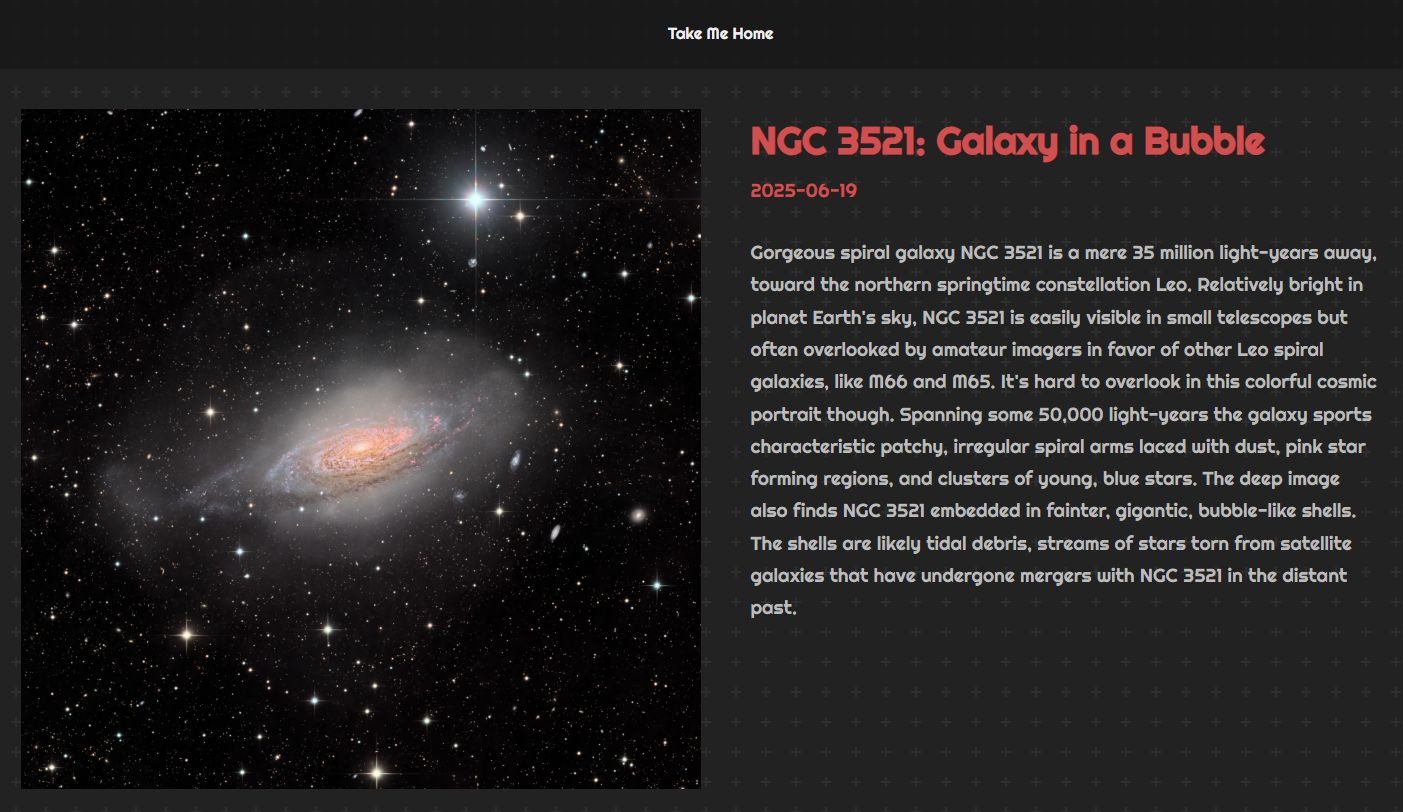 Take Me Home
NGC 3521: Galaxy in a Bubble
2025-06-19
Gorgeous spiral galaxy NGC 3521 is a mere 35 million light-years away,
toward the northern springtime constellation Leo. Relatively bright in
planet Earth's sky, NGC 3521 is easily visible in small telescopes but
often overlooked by amateur imagers in favor of other Leo spiral
galaxies, like M66 and M65. It's hard to overlook in this colorful cosmic
portrait though. Spanning some 50,000 light-years the galaxy sports
characteristic patchy, irregular spiral arms laced with dust, pink star
forming regions, and clusters of young, blue stars. The deep image
also finds NGC 3521 embedded in fainter, gigantic, bubble-like shells.
The shells are likely tidal debris, streams of stars torn from satellite
galaxies that have undergone mergers with NGC 3521 in the distant
past.